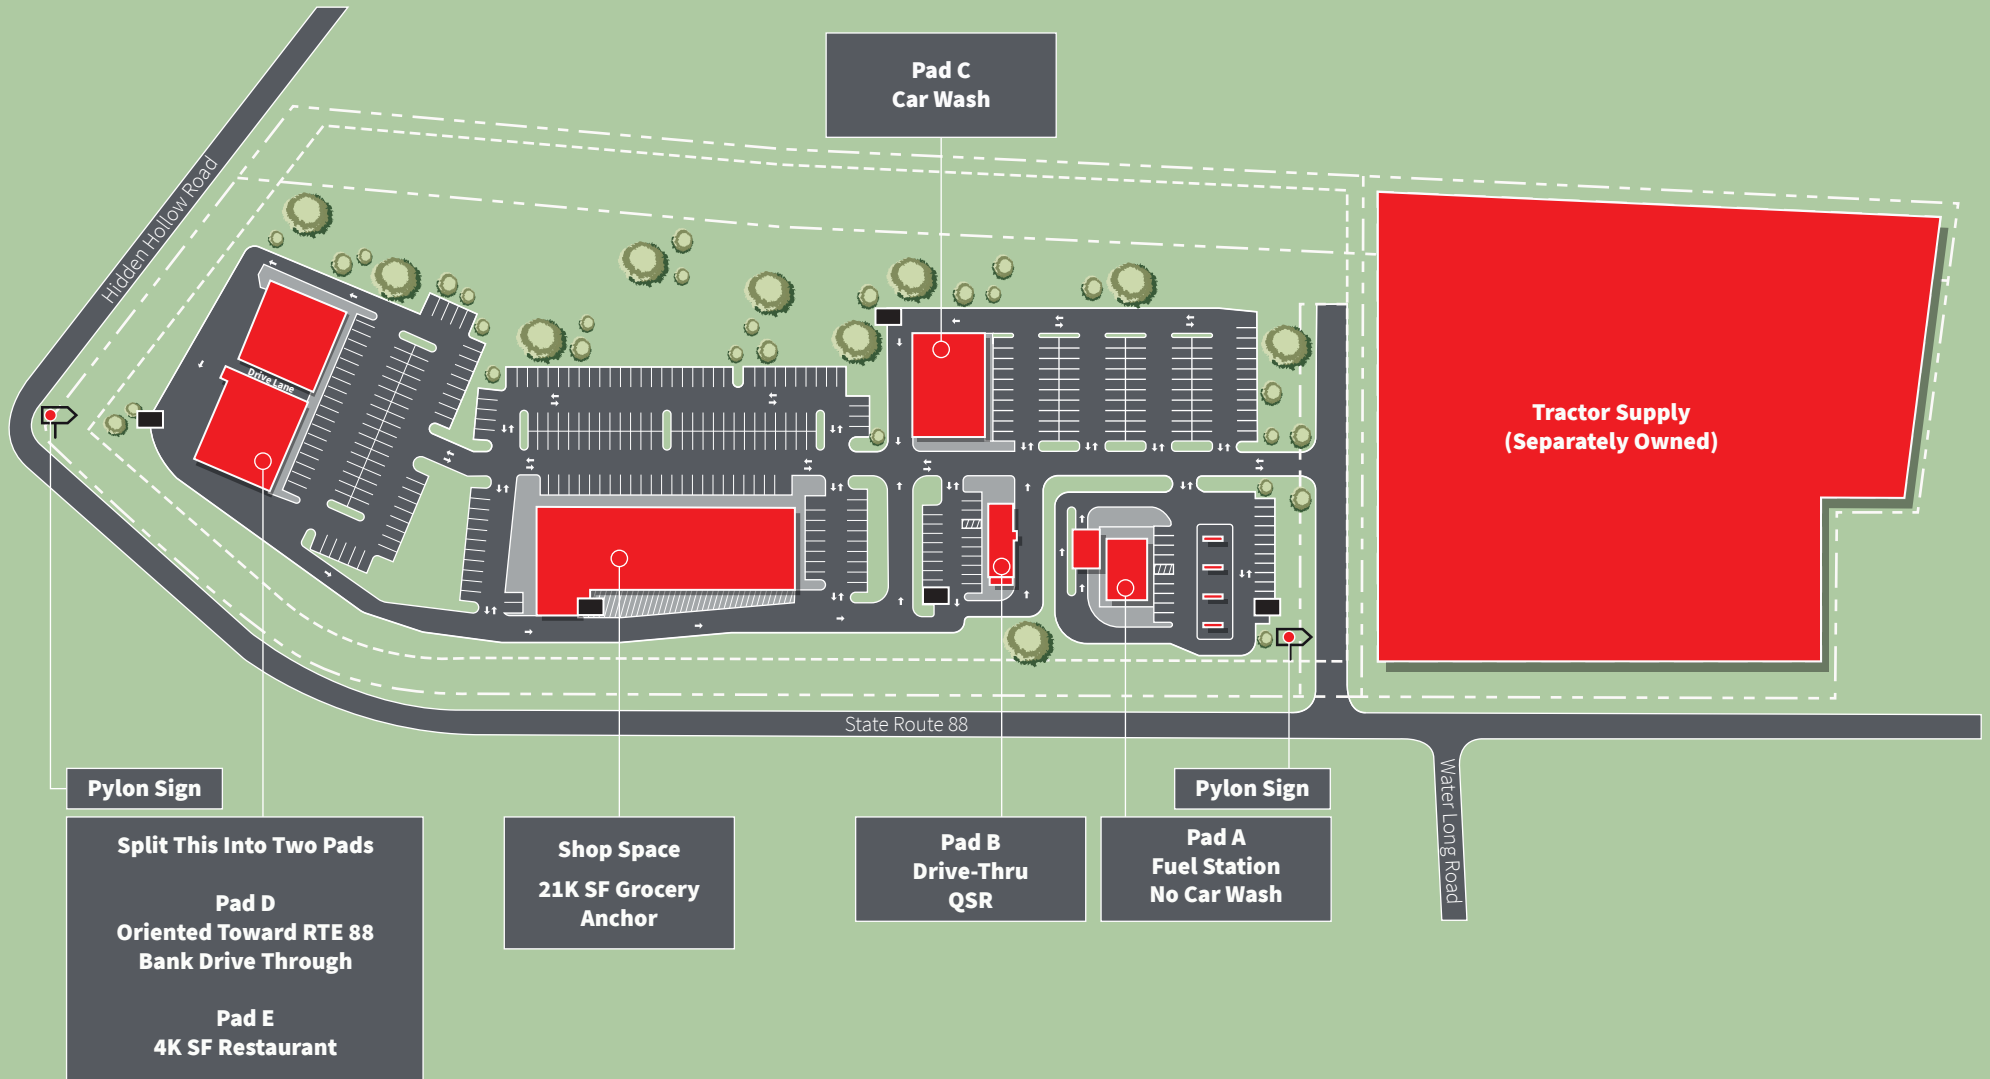 Pad C
Car Wash
Hidden Hollow Road
Drive Lane
Tractor Supply
(Separately Owned)
State Route 88
Water Long Road
Pylon Sign
Pylon Sign
Split This Into Two Pads
Pad D
Oriented Toward RTE 88
Bank Drive Through
Pad E
4K SF Restaurant
Shop Space
21K SF Grocery
Anchor
Pad B
Drive-Thru
QSR
Pad A
Fuel Station
No Car Wash